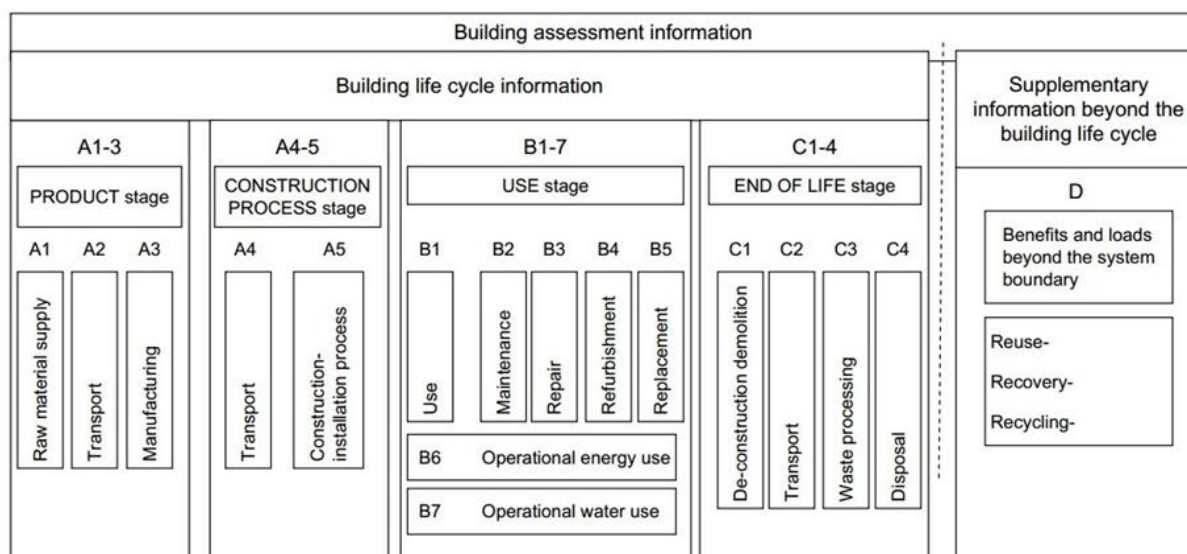 Building assessment information
Building life cycle information
Supplementary
information beyond the
building life cycle
A1-3
PRODUCT stage
A1 A2 A3
Raw material supply
Transport
Manufacturing
A4-5
CONSTRUCTION
PROCESS stage
A4 A5
Transport
Construction-
installation process
B1-7
USE stage
B1 B2 B3 B4 B5
Use
Maintenance
Repair
Refurbishment
Replacement
B6 Operational energy use
B7 Operational water use
C1-4
END OF LIFE stage
C1 C2 C3 C4
De-construction demolition
Transport
Waste processing
Disposal
D
Benefits and loads
beyond the system
boundary
Reuse-
Recovery-
Recycling-